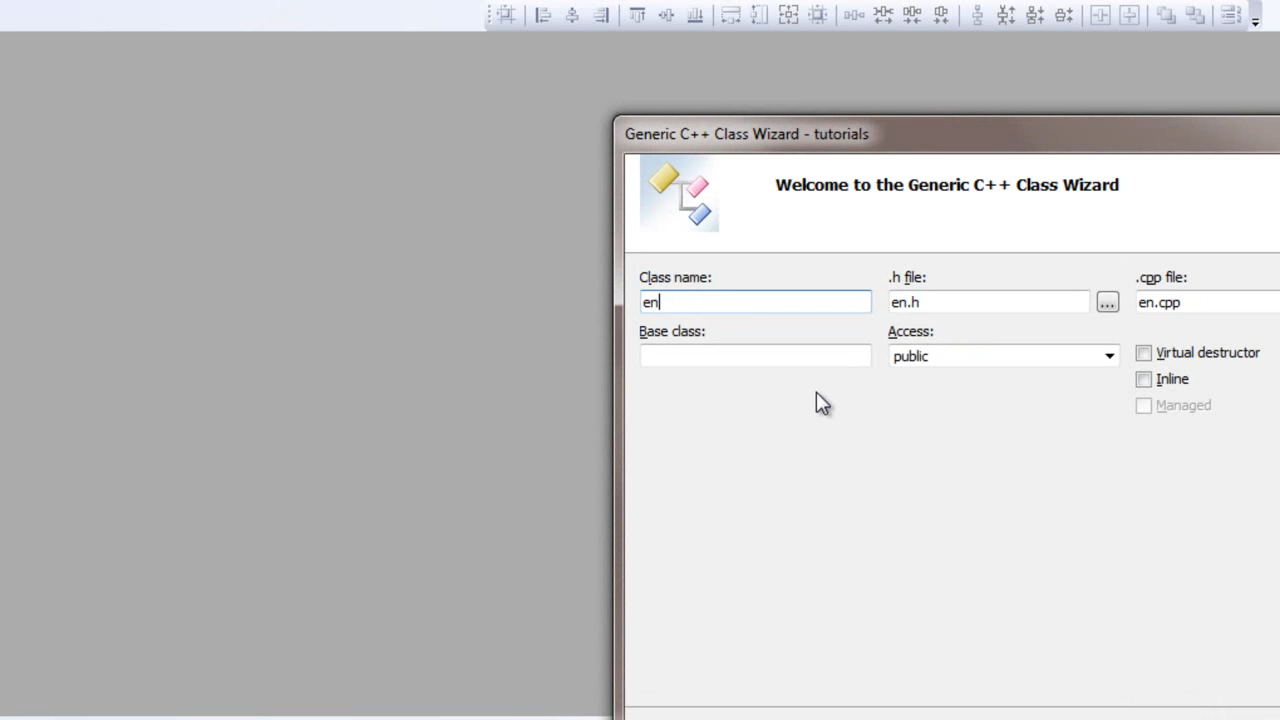 Generic C++ Class Wizard - tutorials
Welcome to the Generic C++ Class Wizard
Class name: .h file: .cpp file:
en en.h ... en.cpp
Base class: Access:
public Virtual destructor
Inline
Managed